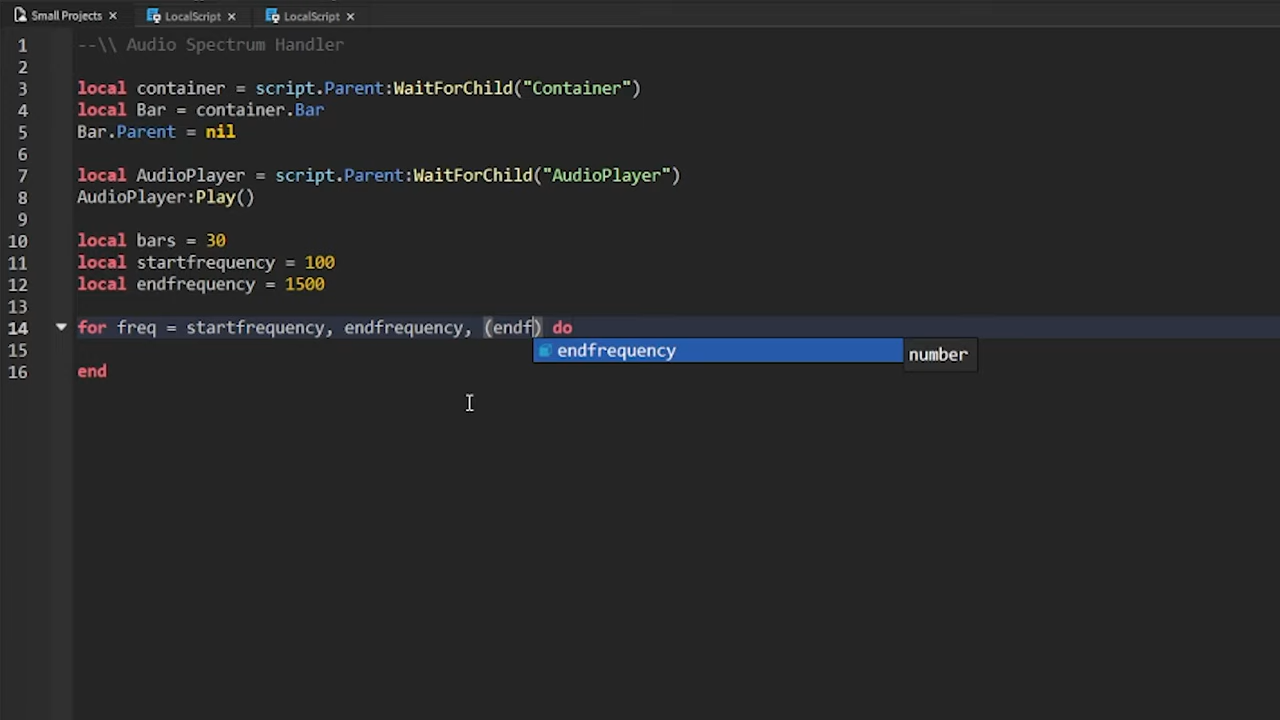 Small Projects × LocalScript × LocalScript ×
1 --\\ Audio Spectrum Handler
2
3 local container = script.Parent:WaitForChild("Container")
4 local Bar = container.Bar
5 Bar.Parent = nil
6
7 local AudioPlayer = script.Parent:WaitForChild("AudioPlayer")
8 AudioPlayer:Play()
9
10 local bars = 30
11 local startfrequency = 100
12 local endfrequency = 1500
13
14 for freq = startfrequency, endfrequency, (endf) do
15 endfrequency number
16 end